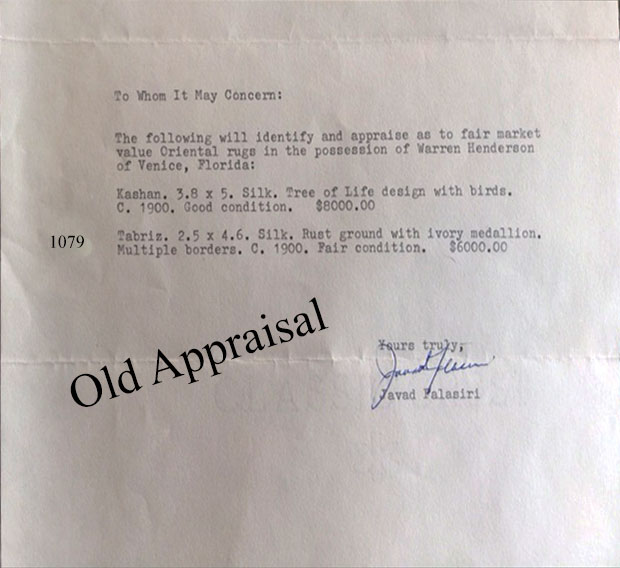 To Whom It May Concern:
The following will identify and appraise as to fair market
value Oriental rugs in the possession of Warren Henderson
of Venice, Florida:
Kashan. 3.8 x 5. Silk. Tree of Life design with birds.
C. 1900. Good condition. $8000.00
1079
Tabriz. 2.5 x 4.6. Silk. Rust ground with ivory medallion.
Multiple borders. C. 1900. Fair condition. $6000.00
Old Appraisal
Yours truly,
Javad Falasiri